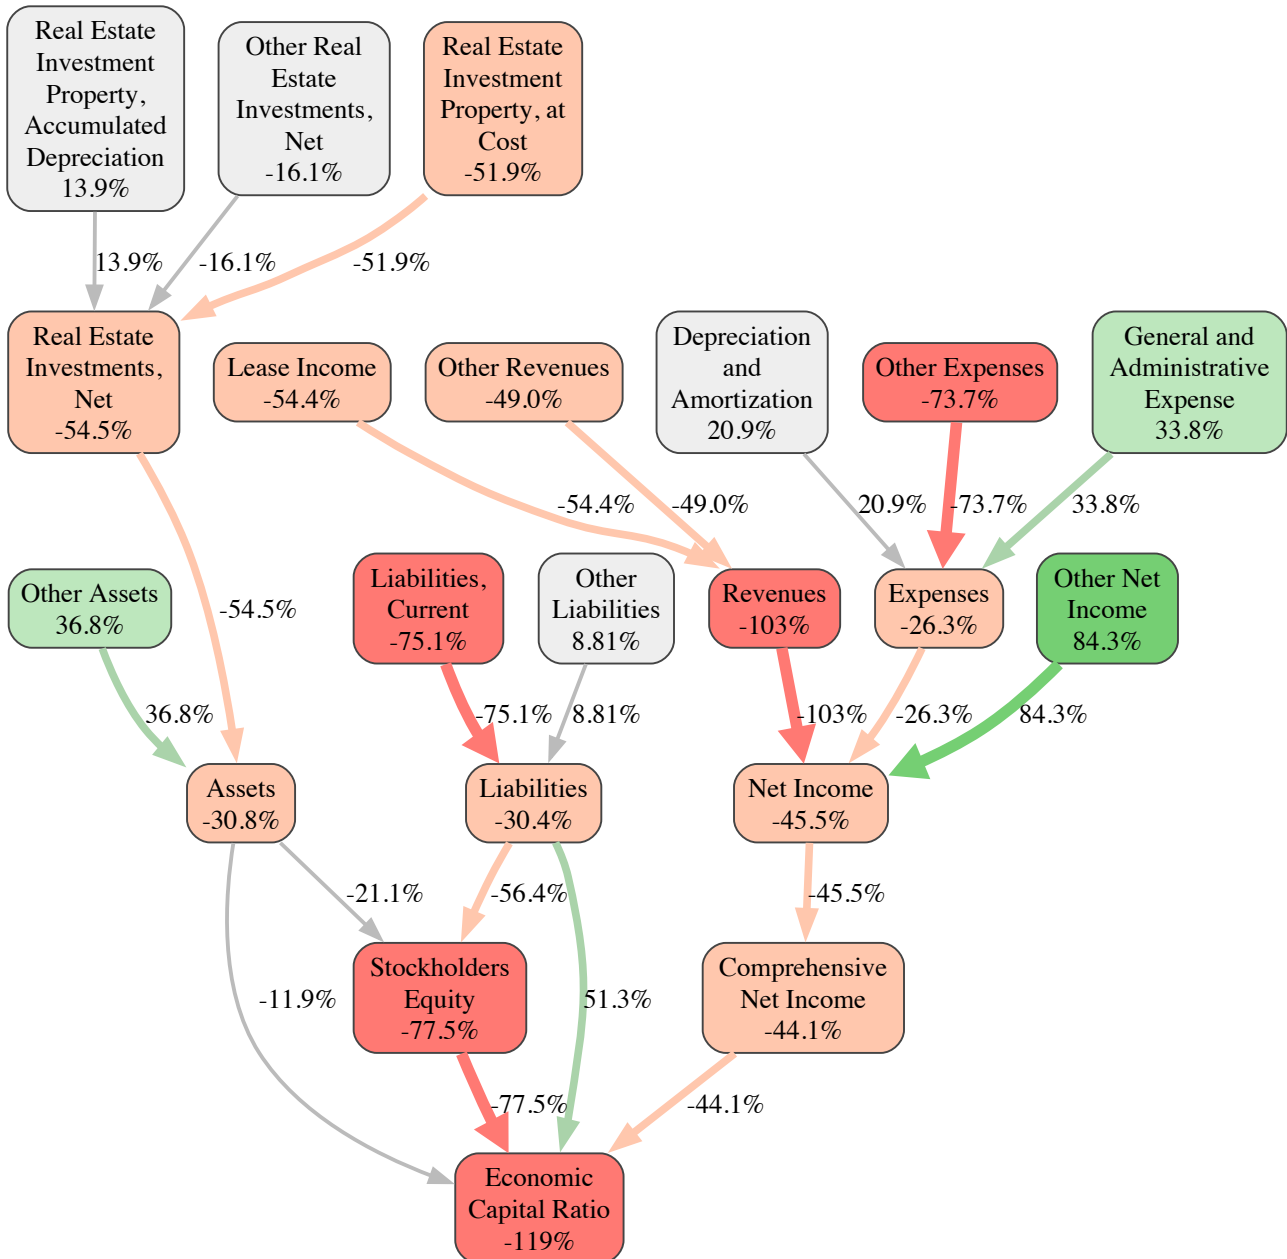 Real Estate
Investment
Property,
Accumulated
Depreciation
13.9%
Other Real
Estate
Investments,
Net
-16.1%
Real Estate
Investment
Property, at
Cost
-51.9%
13.9%
-16.1%
-51.9%
Real Estate
Investments,
Net
-54.5%
Lease Income
-54.4%
Other Revenues
-49.0%
Depreciation
and
Amortization
20.9%
Other Expenses
-73.7%
General and
Administrative
Expense
33.8%
-54.4%
-49.0%
20.9%
-73.7%
33.8%
Other Assets
36.8%
-54.5%
Liabilities,
Current
-75.1%
Other
Liabilities
8.81%
Revenues
-103%
Expenses
-26.3%
Other Net
Income
84.3%
36.8%
-75.1%
8.81%
-103%
-26.3%
84.3%
Assets
-30.8%
Liabilities
-30.4%
Net Income
-45.5%
-21.1%
-56.4%
-45.5%
-11.9%
Stockholders
Equity
-77.5%
51.3%
Comprehensive
Net Income
-44.1%
-77.5%
-44.1%
Economic
Capital Ratio
-119%